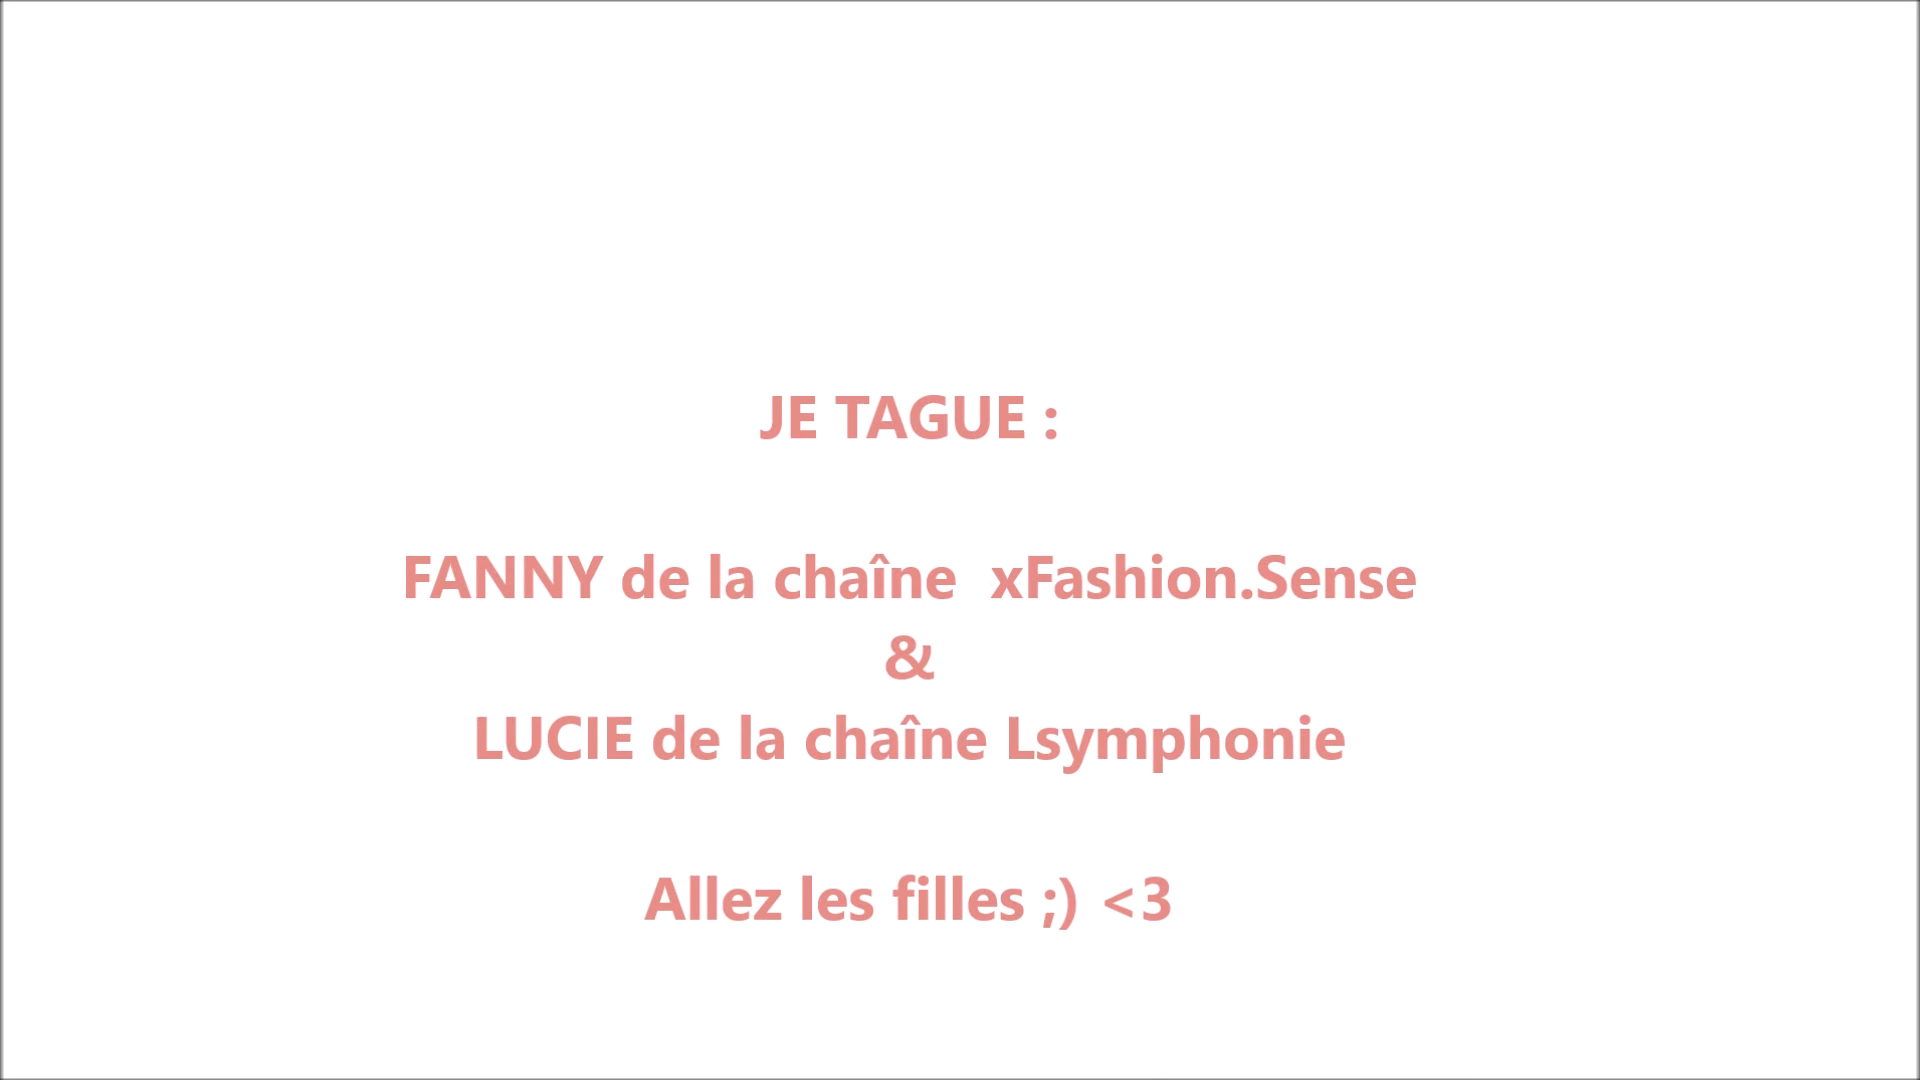 JE TAGUE :
FANNY de la chaîne  xFashion.Sense
&
LUCIE de la chaîne Lsymphonie
Allez les filles ;) <3